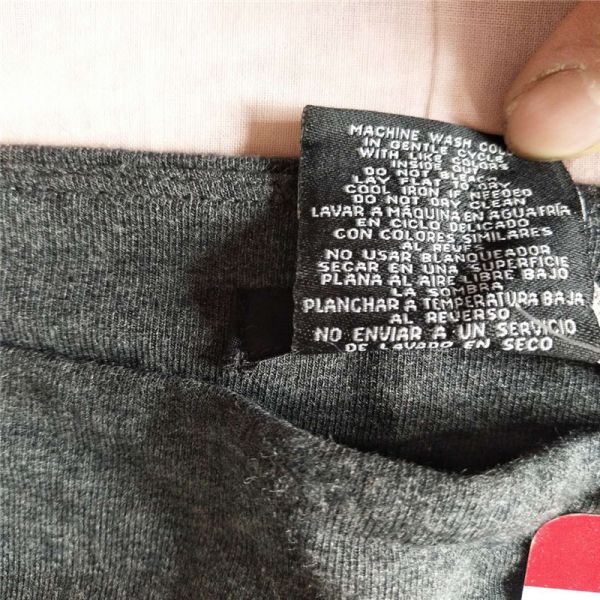 MACHINE WASH
IN GENTLE CYCLE
WITH LIKE COLORS
INSIDE OUT
DO NOT BLEACH
LAY FLAT TO DRY
COOL IRON IF NEEDED
DO NOT DRY CLEAN
LAVAR A MÁQUINA EN AGUA FRÍA
EN CICLO DELICADO
CON COLORES SIMILARES
AL REVES
NO USAR BLANQUEADOR
SECAR EN UNA SUPERFICIE
PLANA AL AIRE LIBRE BAJO
LA SOMBRA
PLANCHAR A TEMPERATURA BAJA
AL REVERSO
NO ENVIAR A UN SERVICIO
DE LAVADO EN SECO